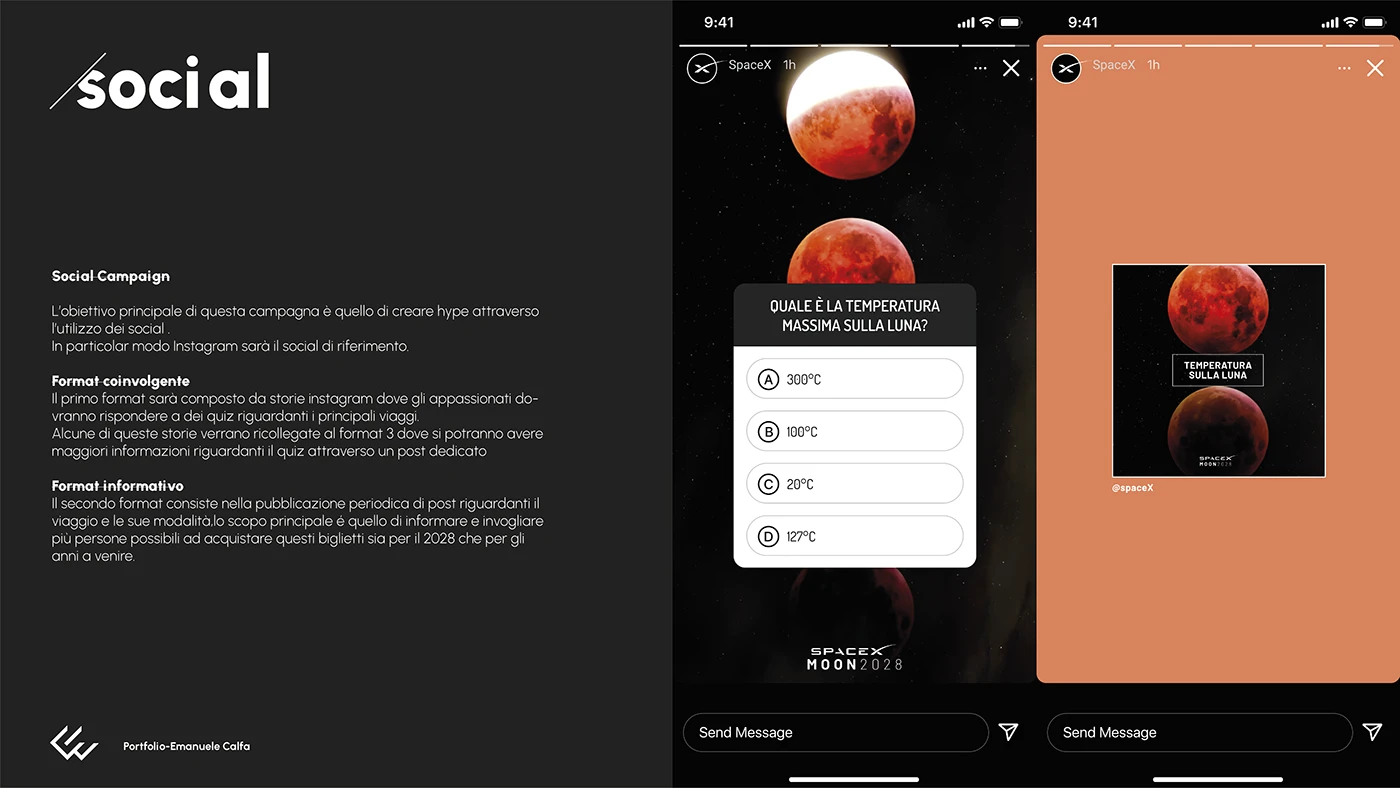 social
Social Campaign
L'obiettivo principale di questa campagna è quello di creare hype attraverso
l'utilizzo dei social .
In particolar modo Instagram sarà il social di riferimento.
Format coinvolgente
Il primo format sarà composto da storie instagram dove gli appassionati do-
vranno rispondere a dei quiz riguardanti i principali viaggi.
Alcune di queste storie verrano ricollegate al format 3 dove si potranno avere
maggiori informazioni riguardanti il quiz attraverso un post dedicato
Format informativo
Il secondo format consiste nella pubblicazione periodica di post riguardanti il
viaggio e le sue modalità,lo scopo principale é quello di informare e invogliare
più persone possibili ad acquistare questi biglietti sia per il 2028 che per gli
anni a venire.
Portfolio-Emanuele Calfa
9:41
SpaceX 1h
QUALE È LA TEMPERATURA
MASSIMA SULLA LUNA?
A 300°C
B 100°C
C 20°C
D 127°C
SPACEX
MOON2028
Send Message
9:41
SpaceX 1h
TEMPERATURA
SULLA LUNA
SPACEX
MOON2028
@spaceX
Send Message